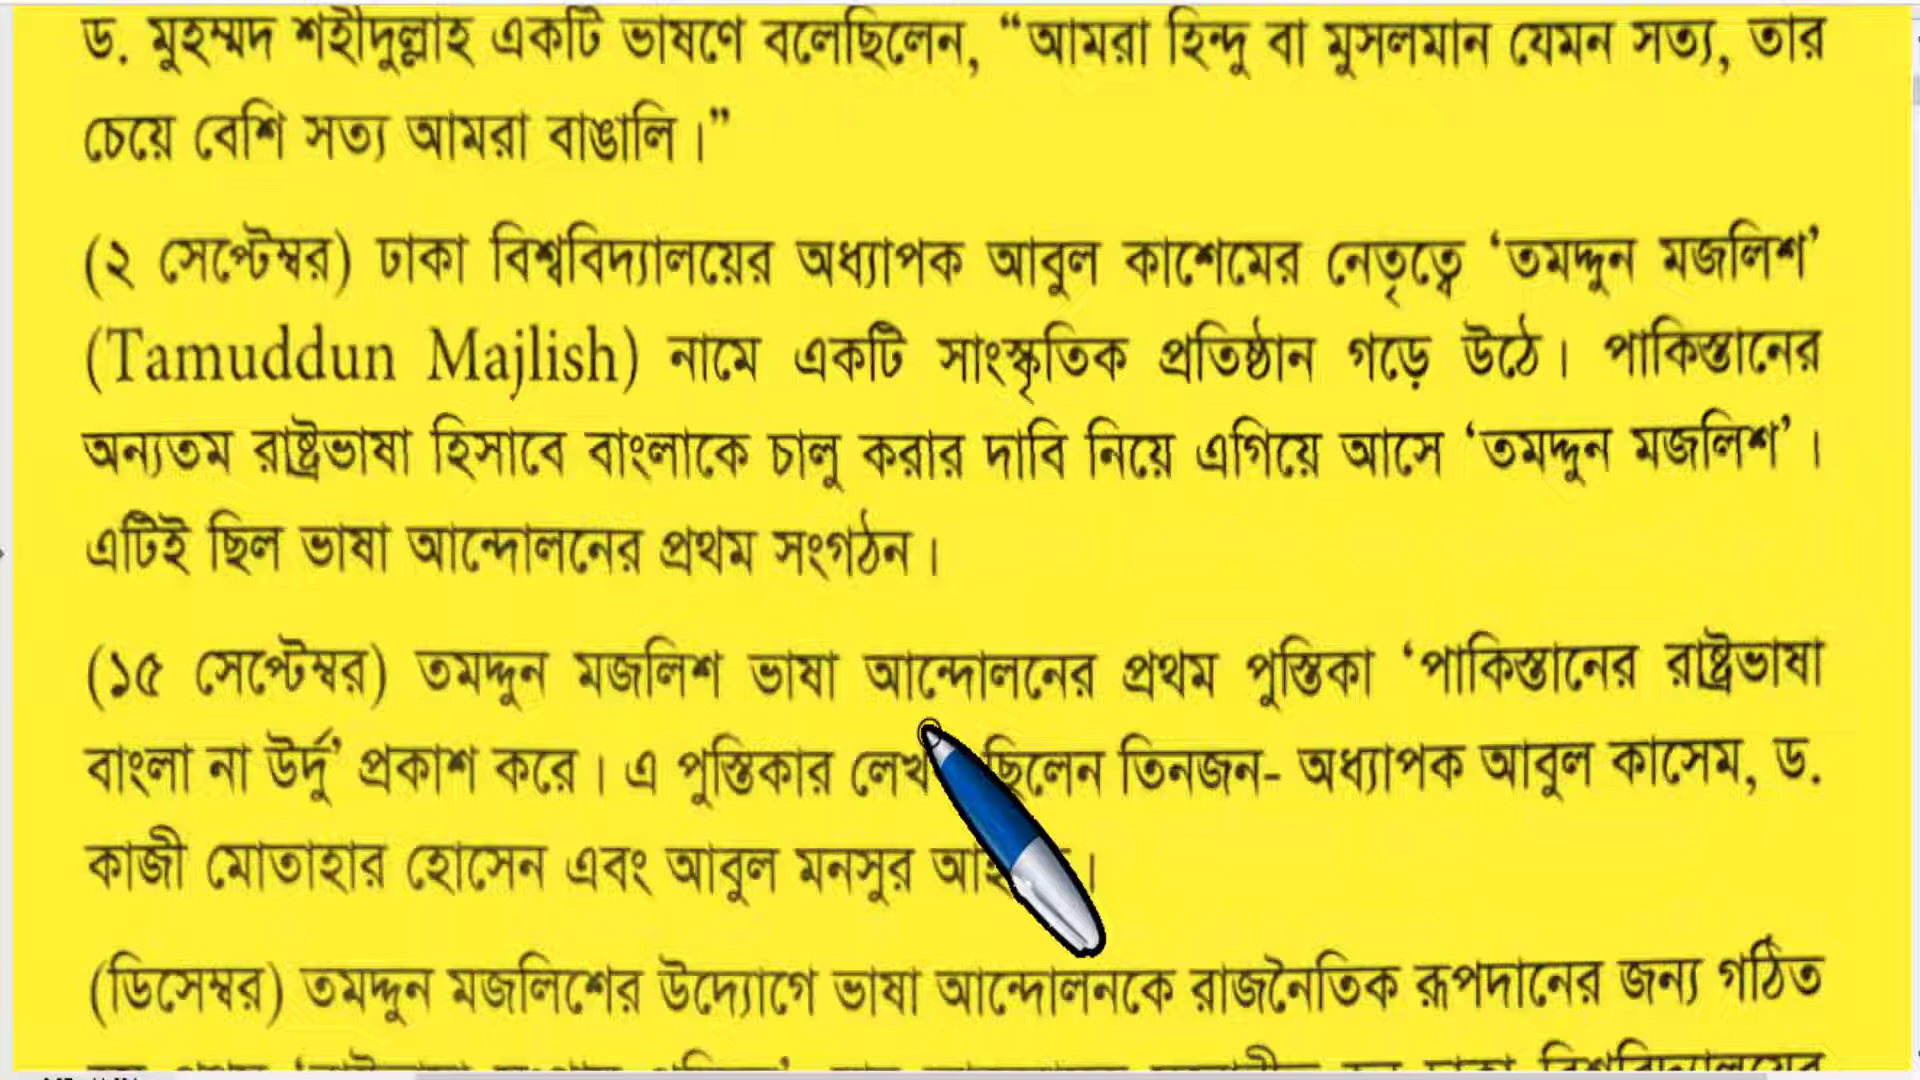 ড. মুহম্মদ শহীদুল্লাহ একটি ভাষণে বলেছিলেন, “আমরা হিন্দু বা মুসলমান যেমন সত্য, তার
চেয়ে বেশি সত্য আমরা বাঙালি।”
(২ সেপ্টেম্বর) ঢাকা বিশ্ববিদ্যালয়ের অধ্যাপক আবুল কাশেমের নেতৃত্বে ‘তমদ্দুন মজলিশ’
(Tamuddun Majlish) নামে একটি সাংস্কৃতিক প্রতিষ্ঠান গড়ে উঠে। পাকিস্তানের
অন্যতম রাষ্ট্রভাষা হিসাবে বাংলাকে চালু করার দাবি নিয়ে এগিয়ে আসে ‘তমদ্দুন মজলিশ’।
এটিই ছিল ভাষা আন্দোলনের প্রথম সংগঠন।
(১৫ সেপ্টেম্বর) তমদ্দুন মজলিশ ভাষা আন্দোলনের প্রথম পুস্তিকা ‘পাকিস্তানের রাষ্ট্রভাষা
বাংলা না উর্দু’ প্রকাশ করে। এ পুস্তিকার ছিলেন তিনজন- অধ্যাপক আবুল কাসেম, ড.
কাজী মোতাহার হোসেন এবং আবুল মনসুর
(ডিসেম্বর) তমদ্দুন মজলিশের উদ্যোগে ভাষা আন্দোলনকে রাজনৈতিক রূপদানের জন্য গঠিত